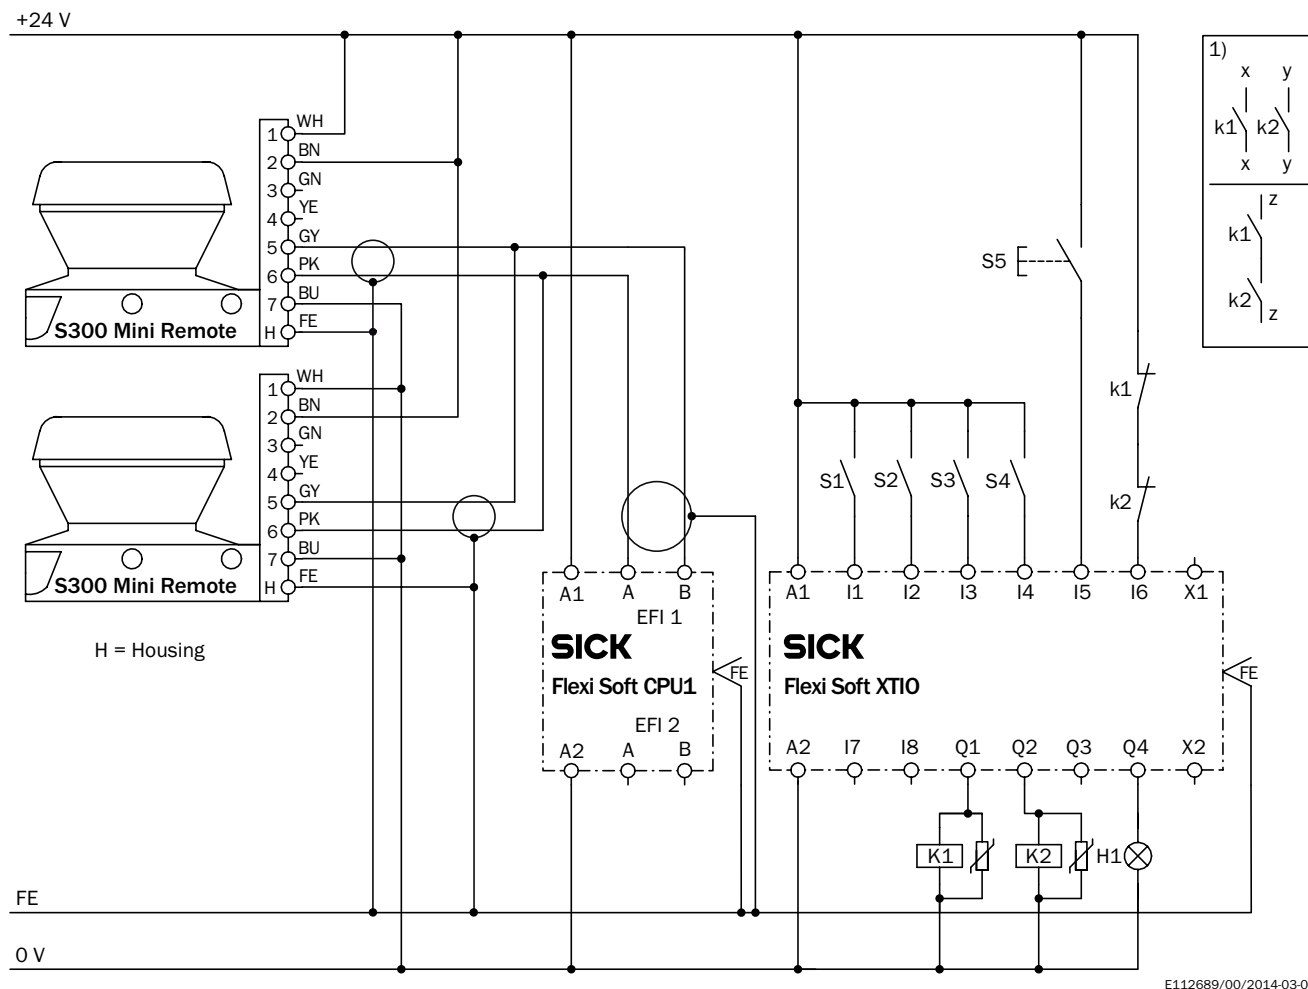 +24 V
1)
x y
k1 k2
x y
z
k1
k2
z
1 WH
2 BN
3 GN
4 YE
5 GY
6 PK
7 BU
H FE
S300 Mini Remote
1 WH
2 BN
3 GN
4 YE
5 GY
6 PK
7 BU
H FE
S300 Mini Remote
H = Housing
S5
k1
S1 S2 S3 S4
k2
A1 A B
EFI 1
SICK
Flexi Soft CPU1
FE
EFI 2
A2 A B
A1 I1 I2 I3 I4 I5 I6 X1
SICK
Flexi Soft XTIO
FE
A2 I7 I8 Q1 Q2 Q3 Q4 X2
K1 K2 H1
FE
0 V
E112689/00/2014-03-0